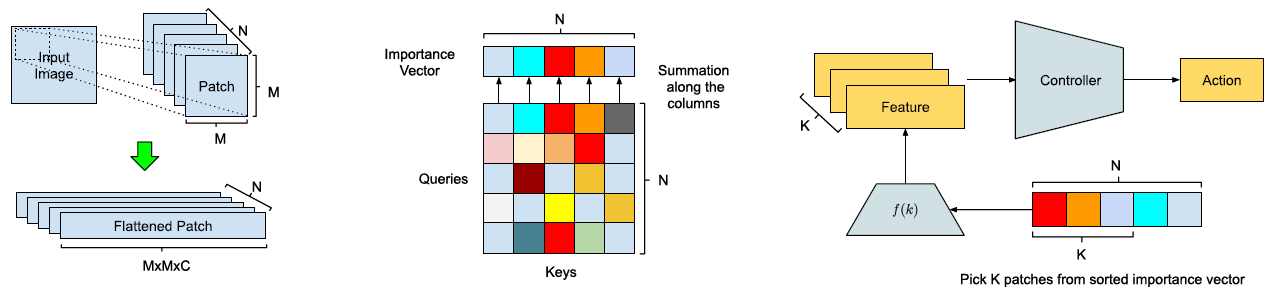 Input
Image
N
Patch
M
M
N
Flattened Patch
MxMxC
N
Importance
Vector
Summation
along the
columns
Queries
N
Keys
Feature
K
Controller
Action
f(k)
N
K
Pick K patches from sorted importance vector